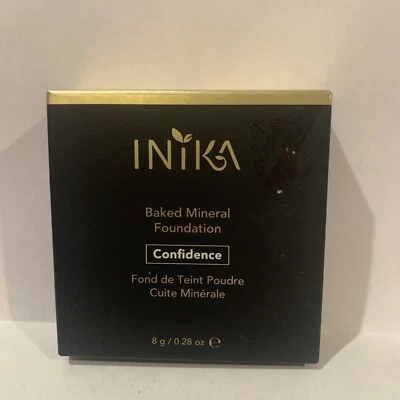 INIKA
Baked Mineral
Foundation
Confidence
Fond de Teint Poudre
Cuite Minérale
8 g / 0.28 oz ℮